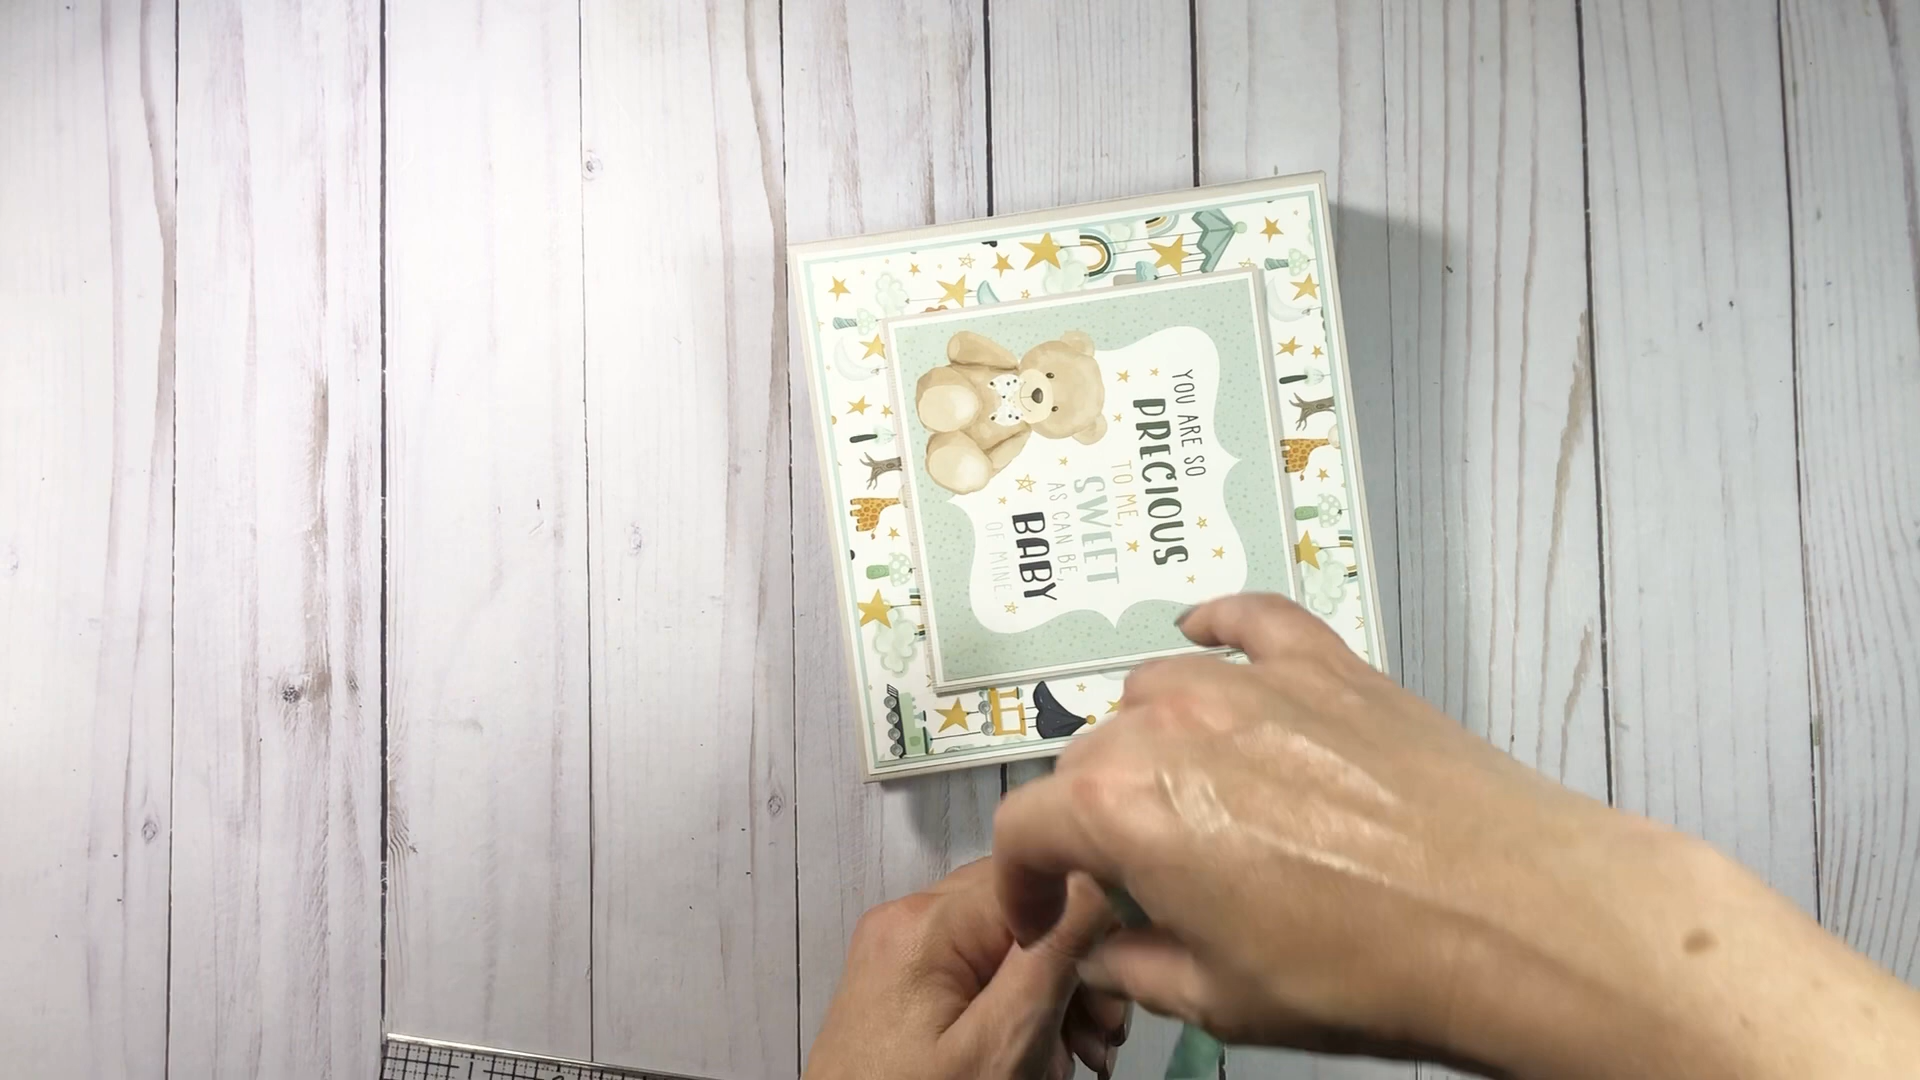 YOU ARE SO
PRECIOUS
TO ME,
SWEET
AS CAN BE,
BABY
OF MINE